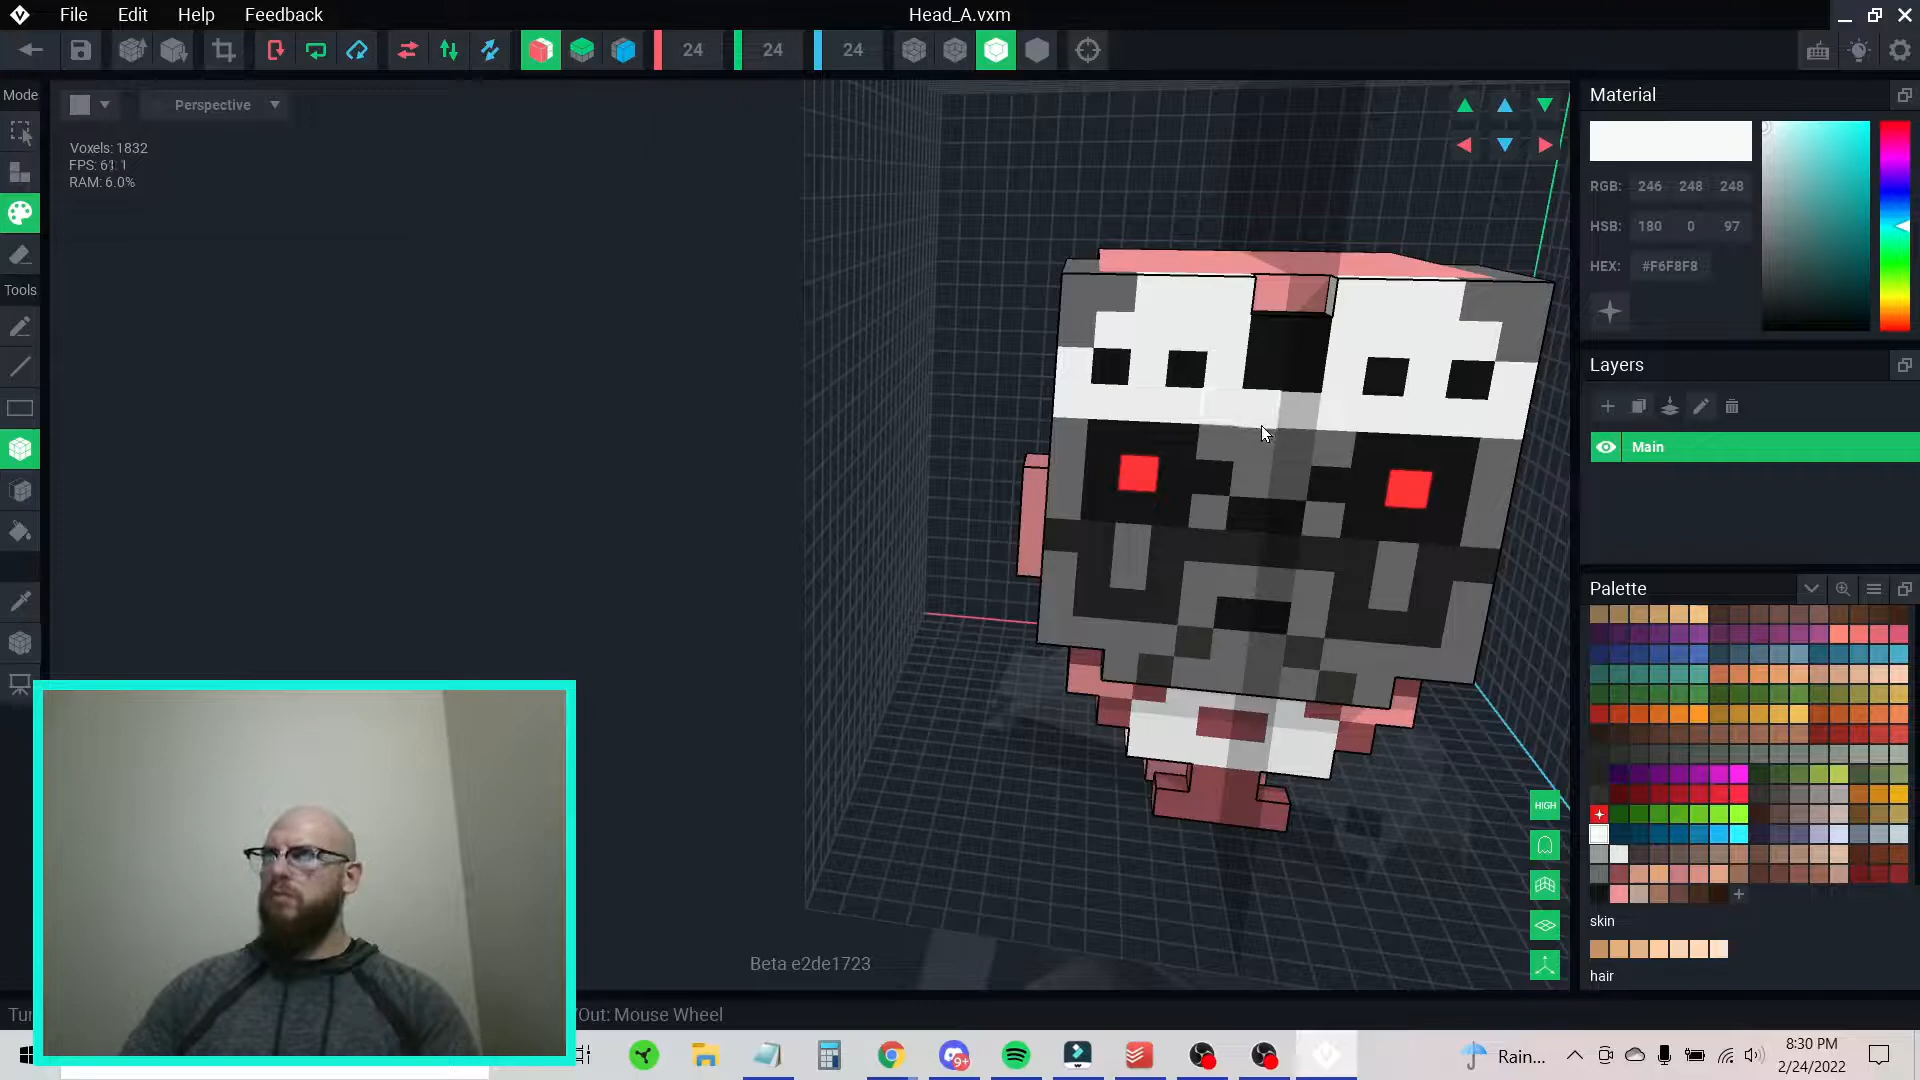 File Edit Help Feedback
Head_A.vxm
24 24 24
Mode
Perspective
Voxels: 1832
FPS: 61.1
RAM: 6.0%
Tools
Material
RGB: 246 248 248
HSB: 180 0 97
HEX: #F6F8F8
Layers
Main
Palette
HIGH
skin
hair
Beta e2de1723
/Out: Mouse Wheel
9+
Rain...
8:30 PM
2/24/2022